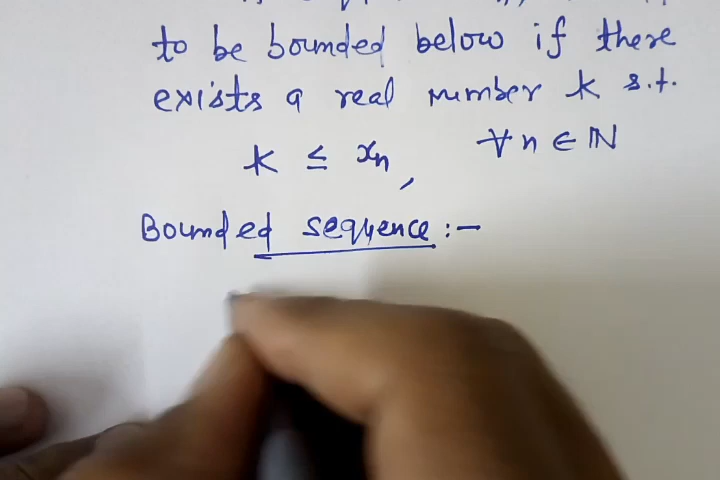 to be bounded below if there
exists a real number k s.t.
k ≤ xₙ, ∀ n ∈ ℕ
Bounded sequence :-